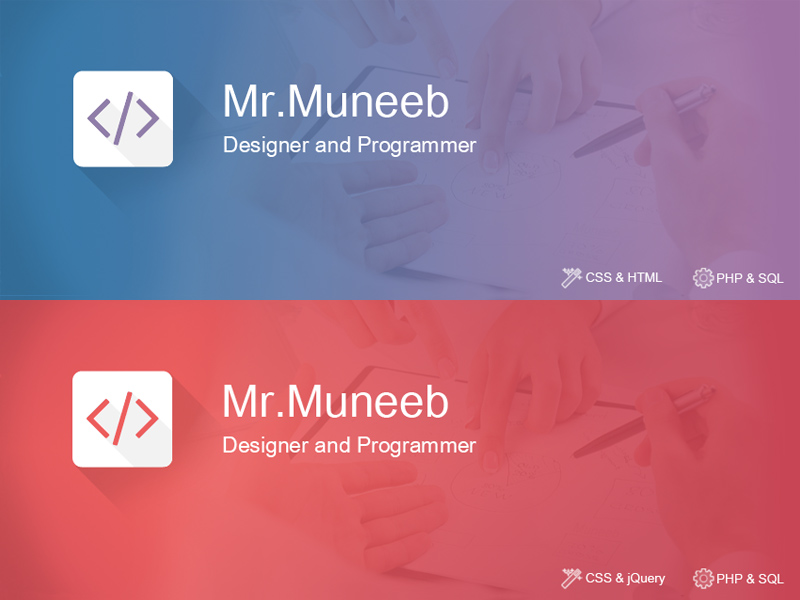 </>
Mr.Muneeb
Designer and Programmer
CSS & HTML
PHP & SQL
</>
Mr.Muneeb
Designer and Programmer
CSS & jQuery
PHP & SQL